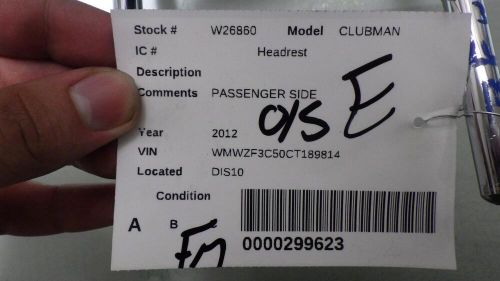 Stock # W26860 Model CLUBMAN
IC # Headrest
Description
Comments PASSENGER SIDE
O/S E
Year 2012
VIN WMWZF3C50CT189814
Located DIS10
Condition
A B
0000299623